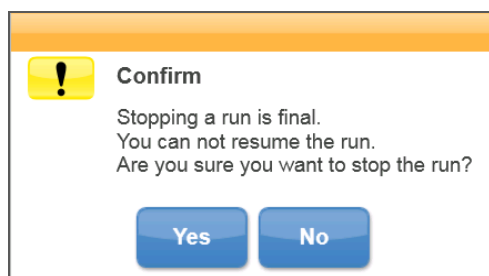 Confirm
Stopping a run is final.
You can not resume the run.
Are you sure you want to stop the run?
Yes No